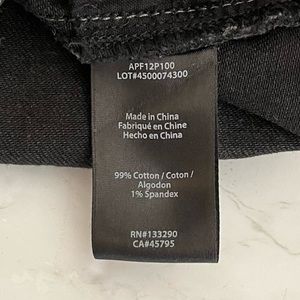 APF12P100
LOT#4500074300
Made in China
Fabriqué en Chine
Hecho en China
99% Cotton / Coton /
Algodon
1% Spandex
RN#133290
CA#45795